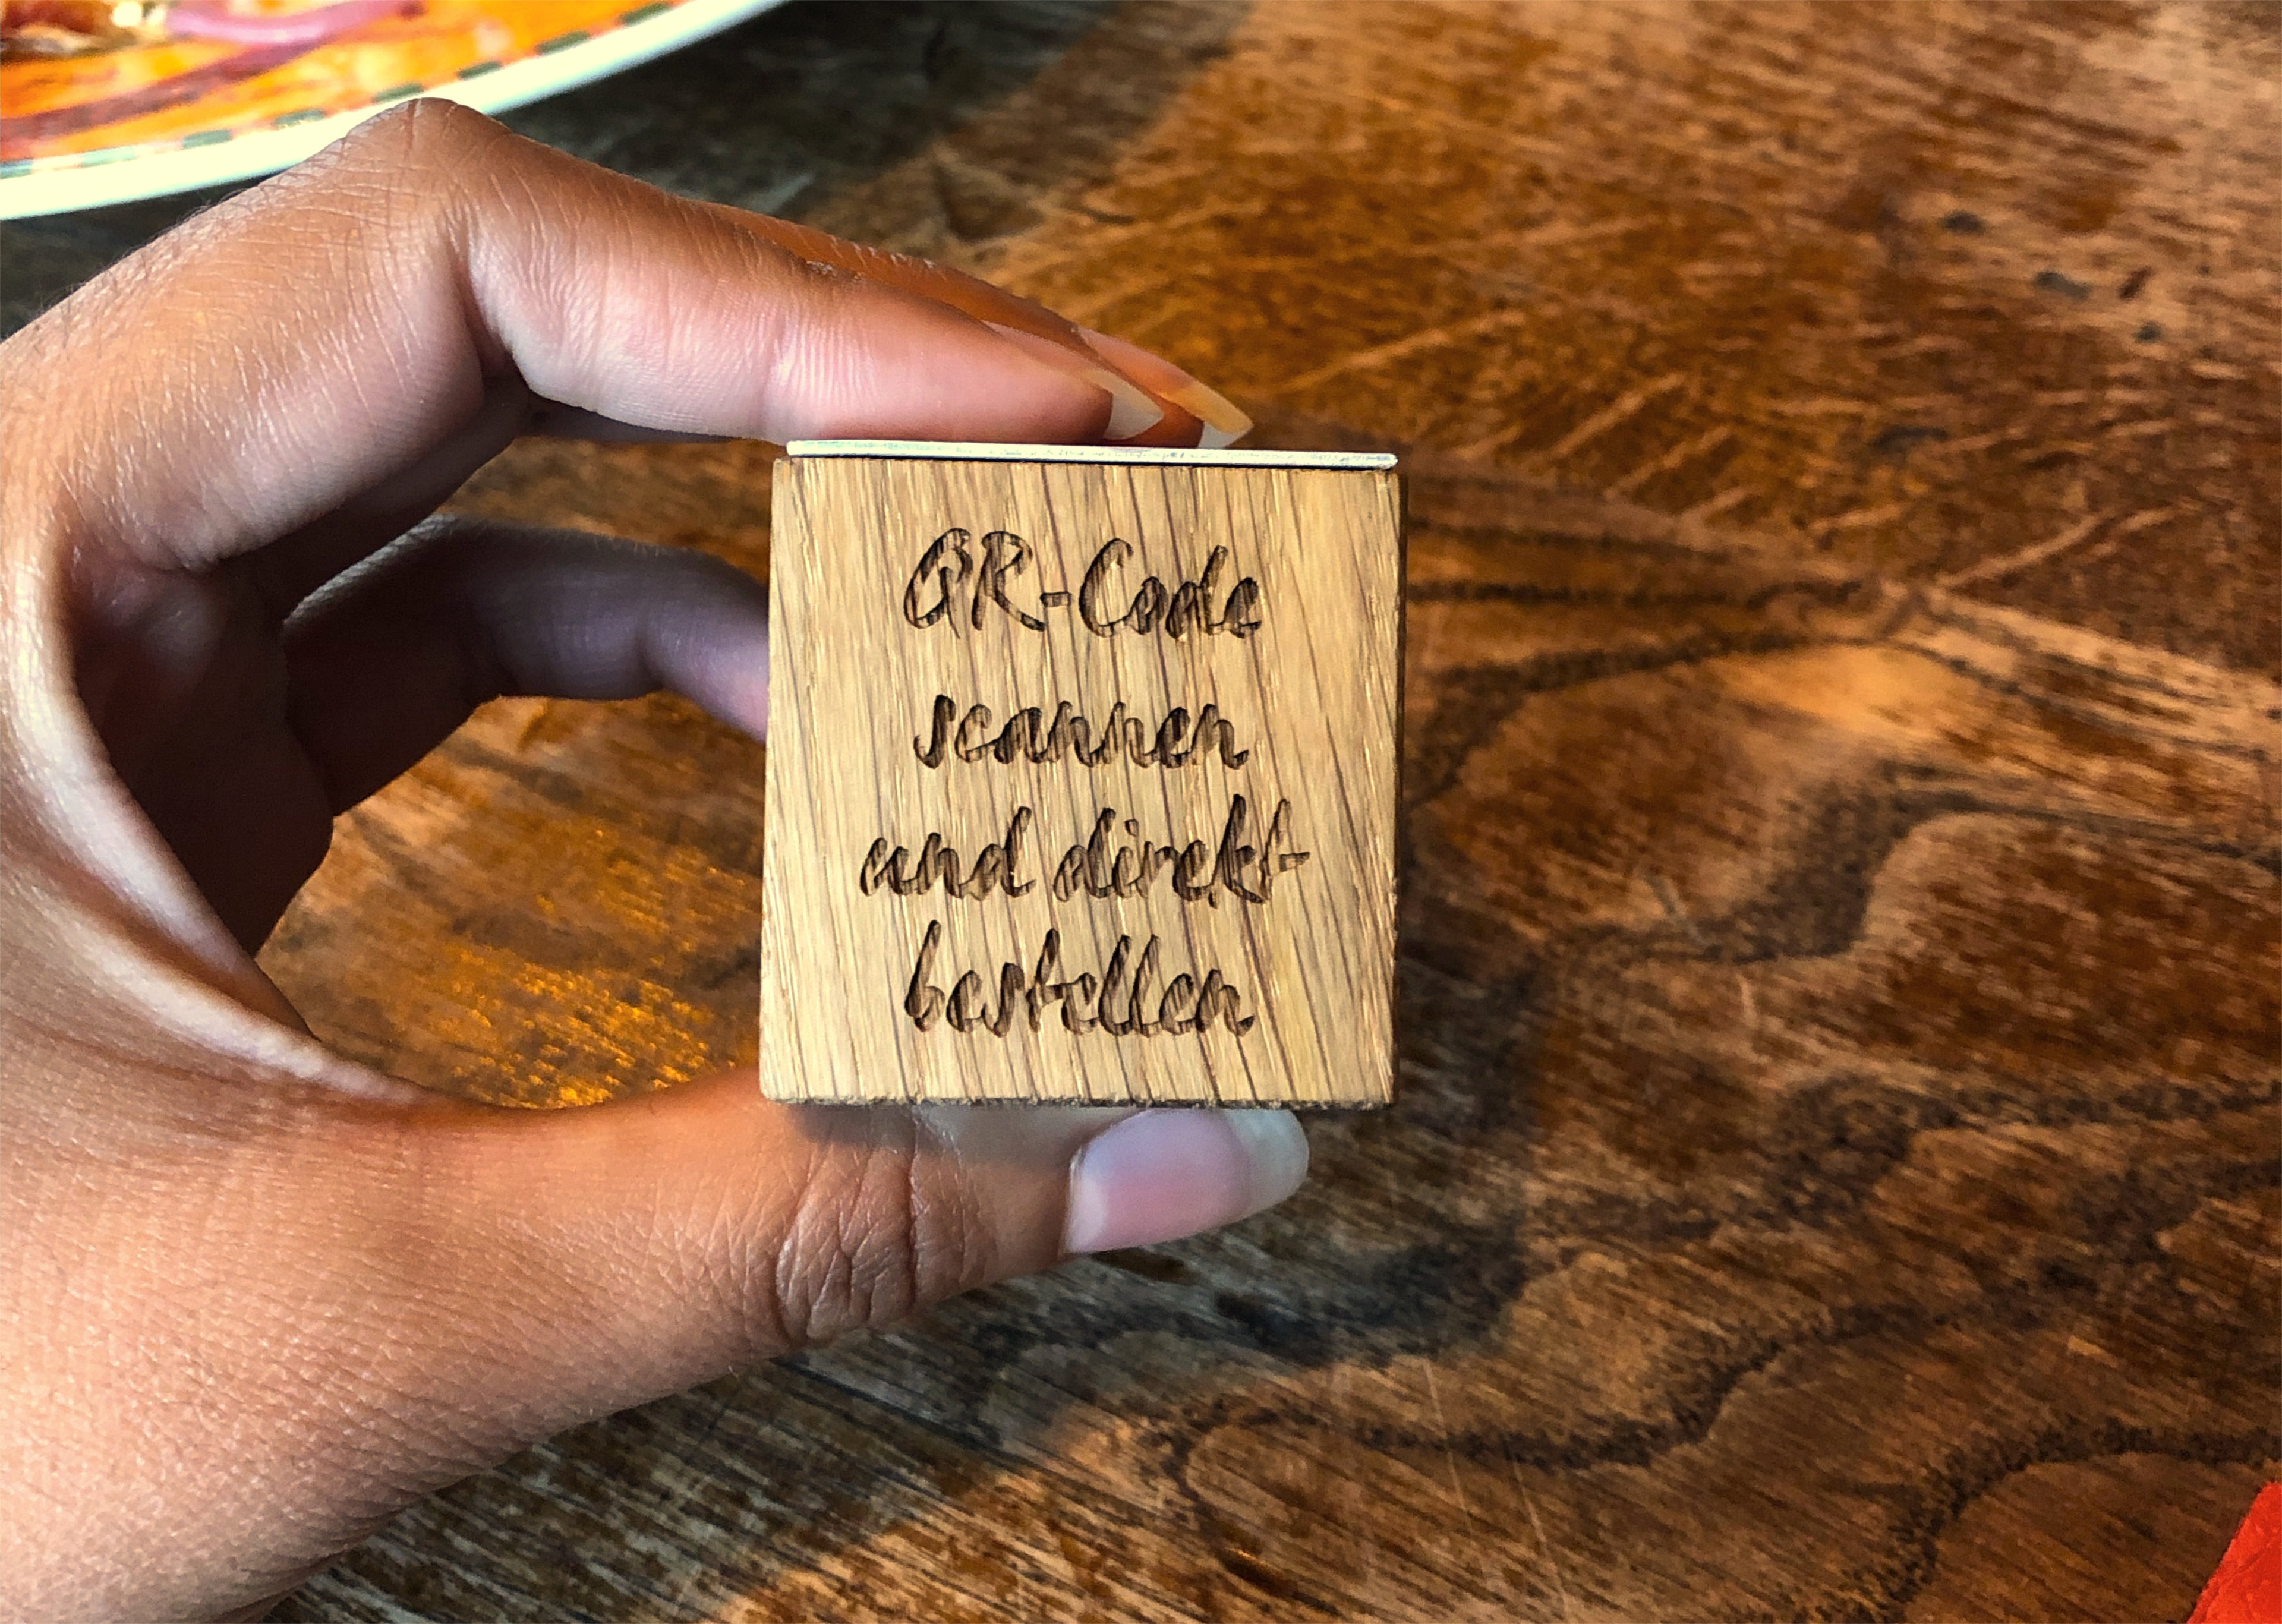 QR-Code
scannen
und direkt
bestellen